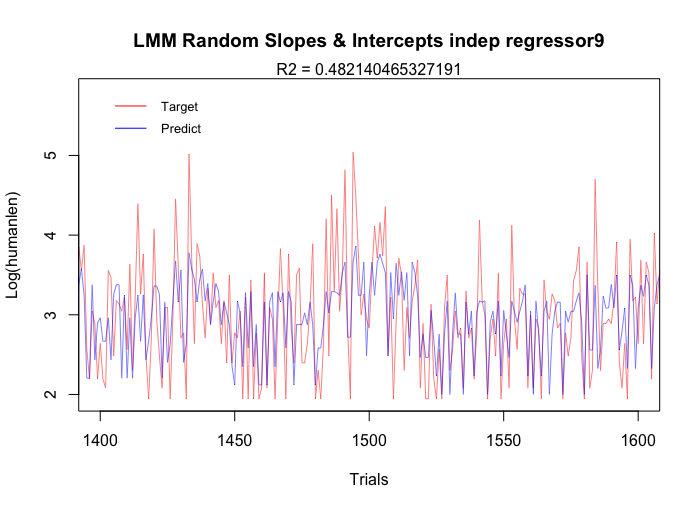 LMM Random Slopes & Intercepts indep regressor9
R2 = 0.482140465327191
Target
Predict
5
4
3
2
Log(humanlen)
1400 1450 1500 1550 1600
Trials